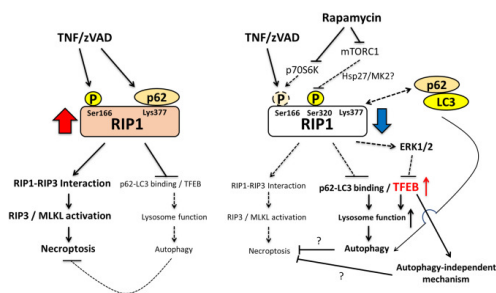 TNF/zVAD
P
p62
Ser166
Lys377
RIP1
RIP1-RIP3 Interaction
p62-LC3 binding / TFEB
RIP3 / MLKL activation
Lysosome function
Necroptosis
Autophagy
Rapamycin
TNF/zVAD
mTORC1
p70S6K
Hsp27/MK2?
P
P
p62
LC3
Ser166
Ser320
Lys377
RIP1
ERK1/2
RIP1-RIP3 Interaction
p62-LC3 binding / TFEB
RIP3 / MLKL activation
Lysosome function
Necroptosis
?
Autophagy
?
Autophagy-independent
mechanism